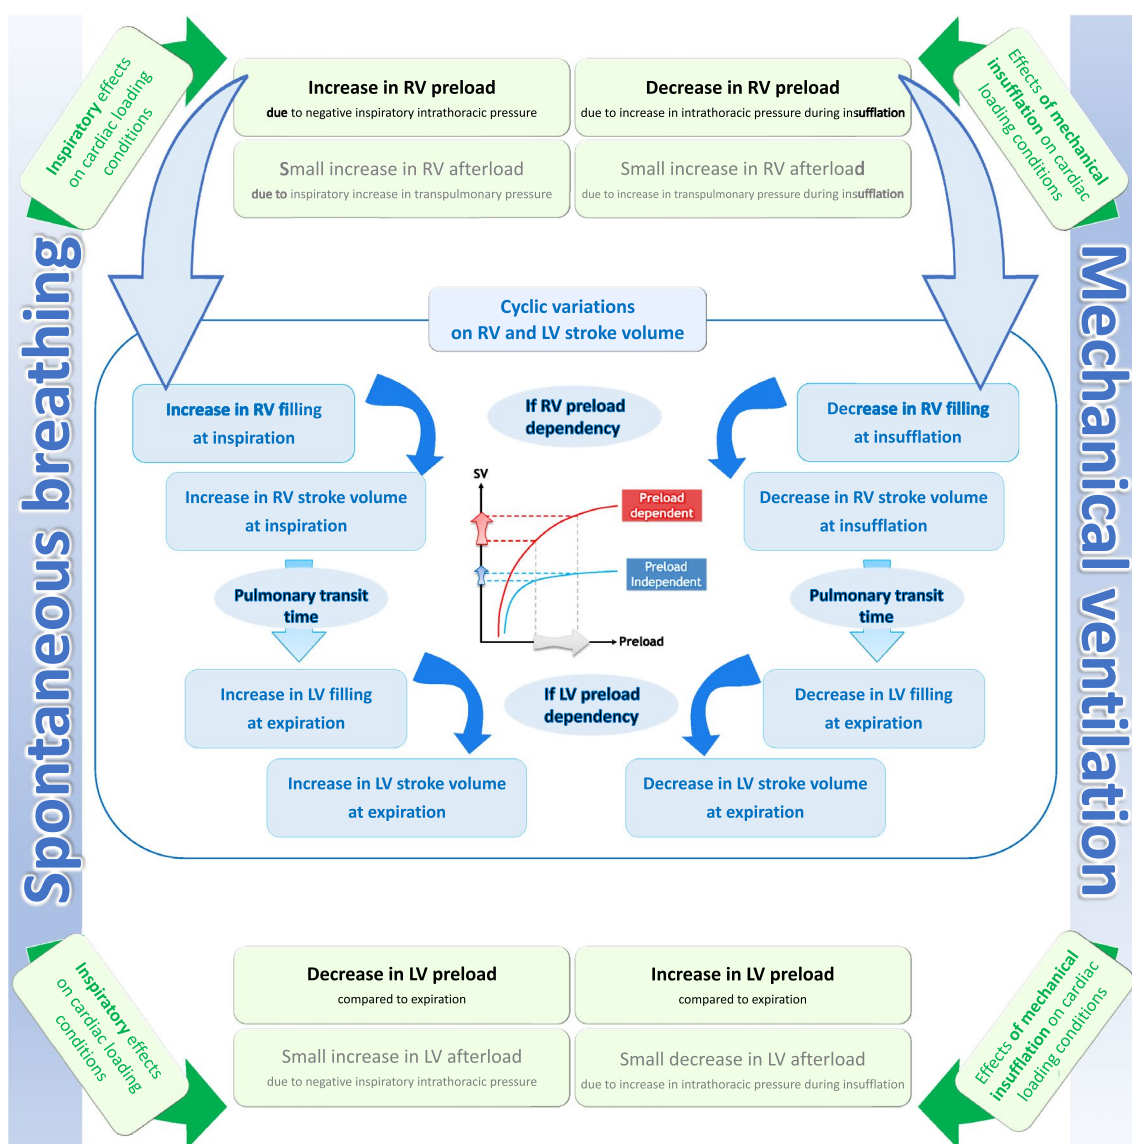 Inspiratory effects
on cardiac loading
conditions
Increase in RV preload
due to negative inspiratory intrathoracic pressure
Decrease in RV preload
due to increase in intrathoracic pressure during insufflation
Effects of mechanical
insufflation on cardiac
loading conditions
Small increase in RV afterload
due to inspiratory increase in transpulmonary pressure
Small increase in RV afterload
due to increase in transpulmonary pressure during insufflation
Spontaneous breathing
Mechanical ventilation
Cyclic variations
on RV and LV stroke volume
Increase in RV filling
at inspiration
If RV preload
dependency
Decrease in RV filling
at insufflation
Increase in RV stroke volume
at inspiration
SV
Preload
dependent
Preload
Independent
Preload
Decrease in RV stroke volume
at insufflation
Pulmonary transit
time
Pulmonary transit
time
Increase in LV filling
at expiration
If LV preload
dependency
Decrease in LV filling
at expiration
Increase in LV stroke volume
at expiration
Decrease in LV stroke volume
at expiration
Inspiratory effects
on cardiac loading
conditions
Decrease in LV preload
compared to expiration
Increase in LV preload
compared to expiration
Effects of mechanical
insufflation on cardiac
loading conditions
Small increase in LV afterload
due to negative inspiratory intrathoracic pressure
Small decrease in LV afterload
due to increase in intrathoracic pressure during insufflation